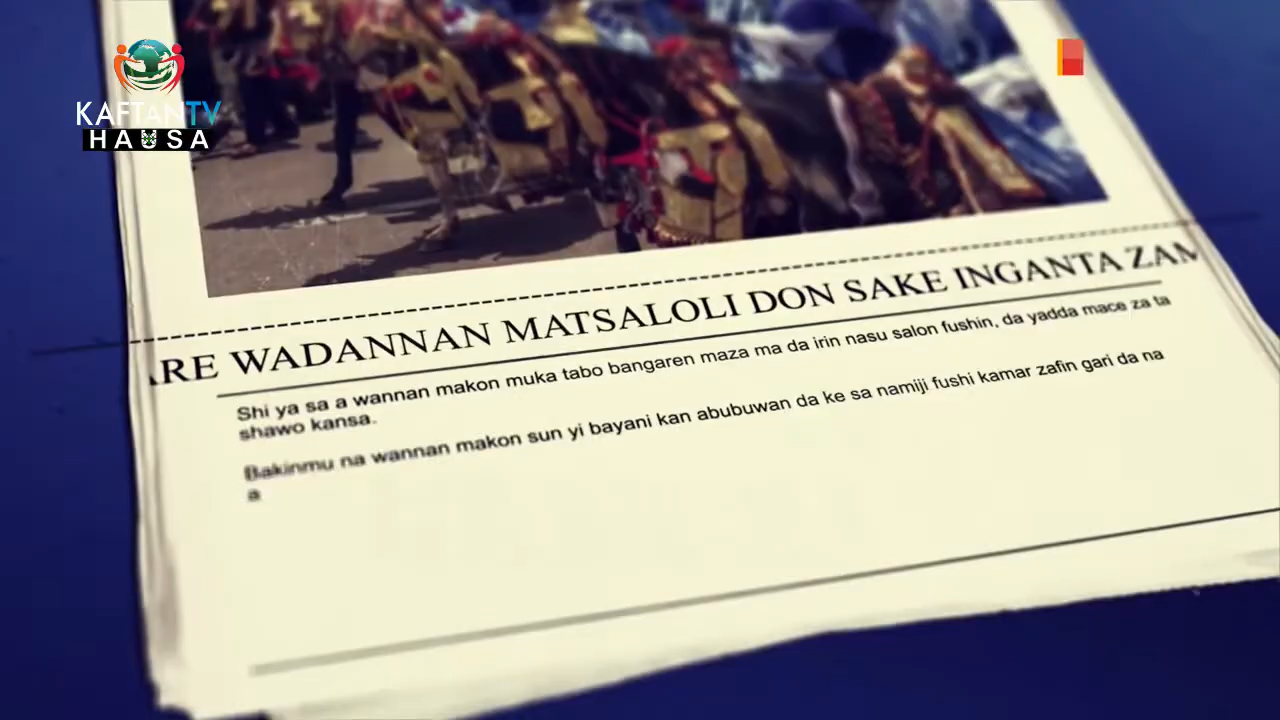 KAFTANTV
HAUSA
ARE WADANNAN MATSALOLI DON SAKE INGANTA ZAM
Shi ya sa a wannan makon muka tabo bangaren maza ma da irin nasu salon fushin, da yadda mace za ta
shawo kansa.
Bakinmu na wannan makon sun yi bayani kan abubuwan da ke sa namiji fushi kamar zafin gari da na
a